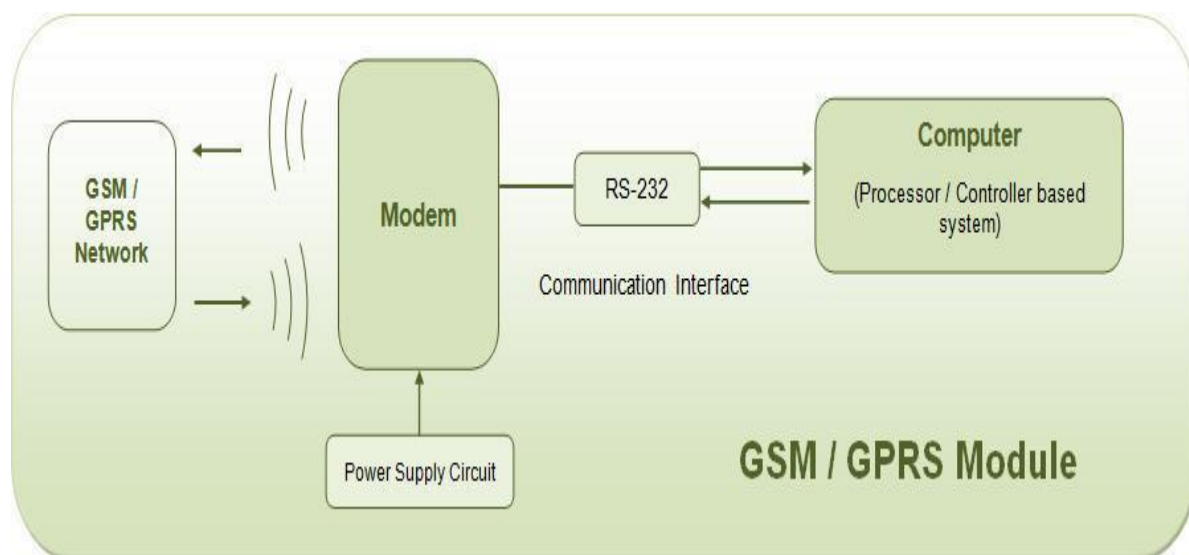 GSM /
GPRS
Network
Modem
RS-232
Communication Interface
Computer
(Processor / Controller based
system)
Power Supply Circuit
GSM / GPRS Module